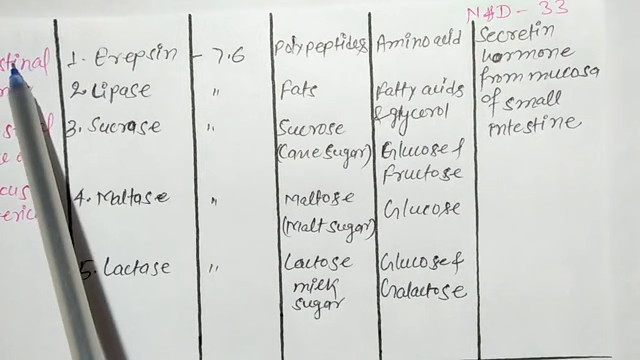 N&D - 33
stinal
1. Erepsin - 7.6 Polypeptides Amino acid Secretin
hormone
from mucosa
of small
intestine
2. Lipase " Fats Fatty acids
& glycerol
3. Sucrase " Sucrose
(Cane Sugar) Glucose &
Fructose
4. Maltase " Maltose
(Malt sugar) Glucose
5. Lactase " Lactose
milk
sugar Glucose &
Galactose